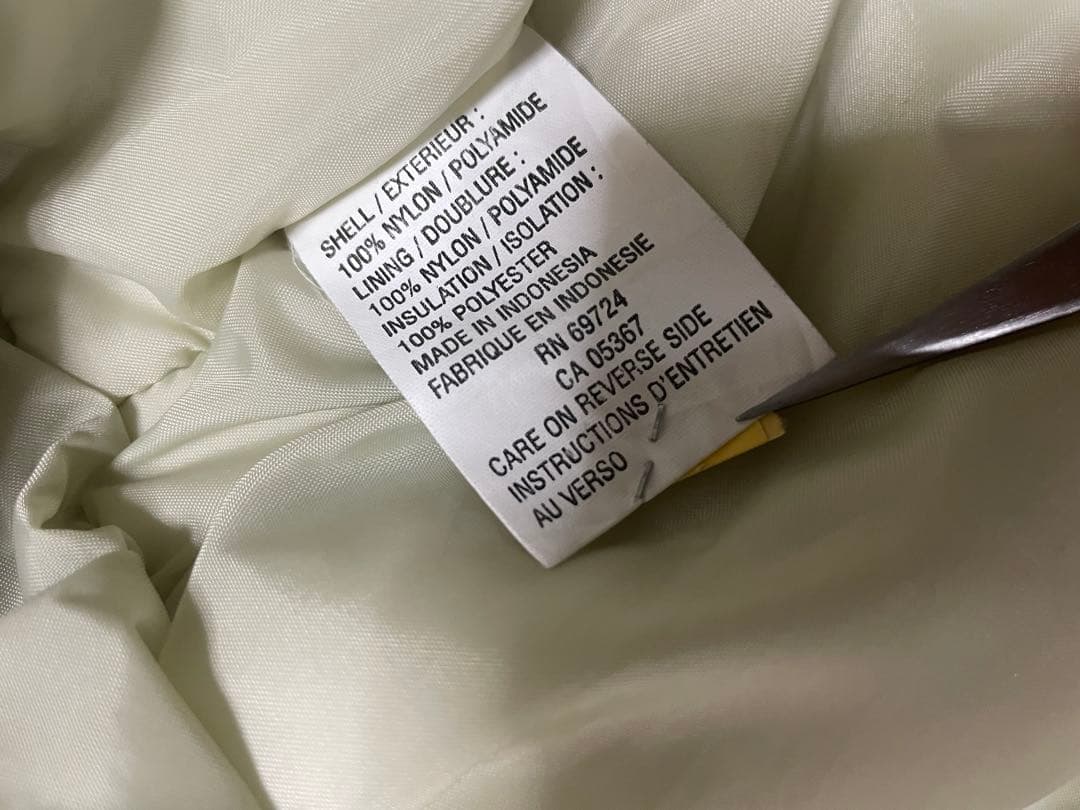 SHELL / EXTERIEUR :
100% NYLON / POLYAMIDE
LINING / DOUBLURE :
100% NYLON / POLYAMIDE
INSULATION / ISOLATION :
100% POLYESTER
MADE IN INDONESIA
FABRIQUE EN INDONESIE
RN 69724
CA 05367
CARE ON REVERSE SIDE
INSTRUCTIONS D'ENTRETIEN
AU VERSO